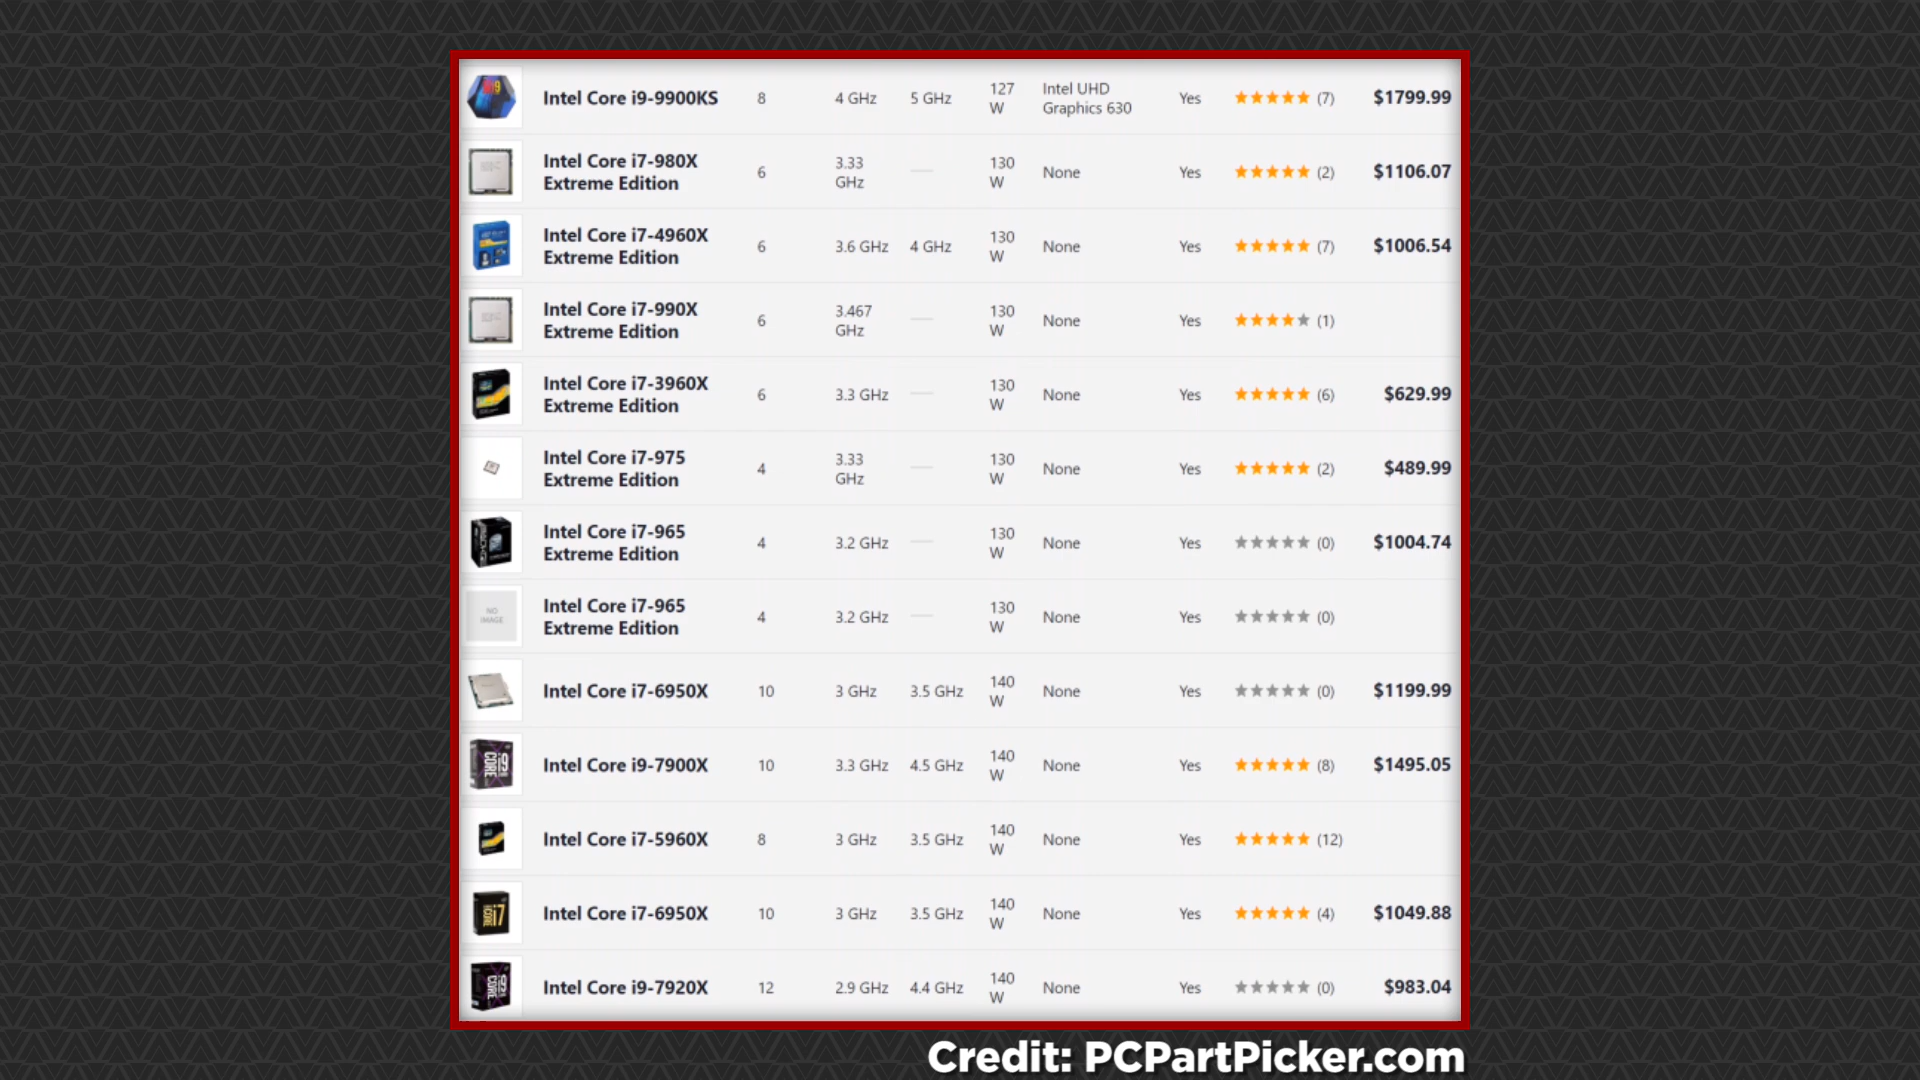 Intel Core i9-9900KS 8 4 GHz 5 GHz 127 W Intel UHD Graphics 630 Yes (7) $1799.99
Intel Core i7-980X Extreme Edition 6 3.33 GHz — 130 W None Yes (2) $1106.07
Intel Core i7-4960X Extreme Edition 6 3.6 GHz 4 GHz 130 W None Yes (7) $1006.54
Intel Core i7-990X Extreme Edition 6 3.467 GHz — 130 W None Yes (1)
Intel Core i7-3960X Extreme Edition 6 3.3 GHz — 130 W None Yes (6) $629.99
Intel Core i7-975 Extreme Edition 4 3.33 GHz — 130 W None Yes (2) $489.99
Intel Core i7-965 Extreme Edition 4 3.2 GHz — 130 W None Yes (0) $1004.74
NO IMAGE Intel Core i7-965 Extreme Edition 4 3.2 GHz — 130 W None Yes (0)
Intel Core i7-6950X 10 3 GHz 3.5 GHz 140 W None Yes (0) $1199.99
CORE i9 Intel Core i9-7900X 10 3.3 GHz 4.5 GHz 140 W None Yes (8) $1495.05
Intel Core i7-5960X 8 3 GHz 3.5 GHz 140 W None Yes (12)
CORE i7 Intel Core i7-6950X 10 3 GHz 3.5 GHz 140 W None Yes (4) $1049.88
CORE i9 Intel Core i9-7920X 12 2.9 GHz 4.4 GHz 140 W None Yes (0) $983.04
Credit: PCPartPicker.com